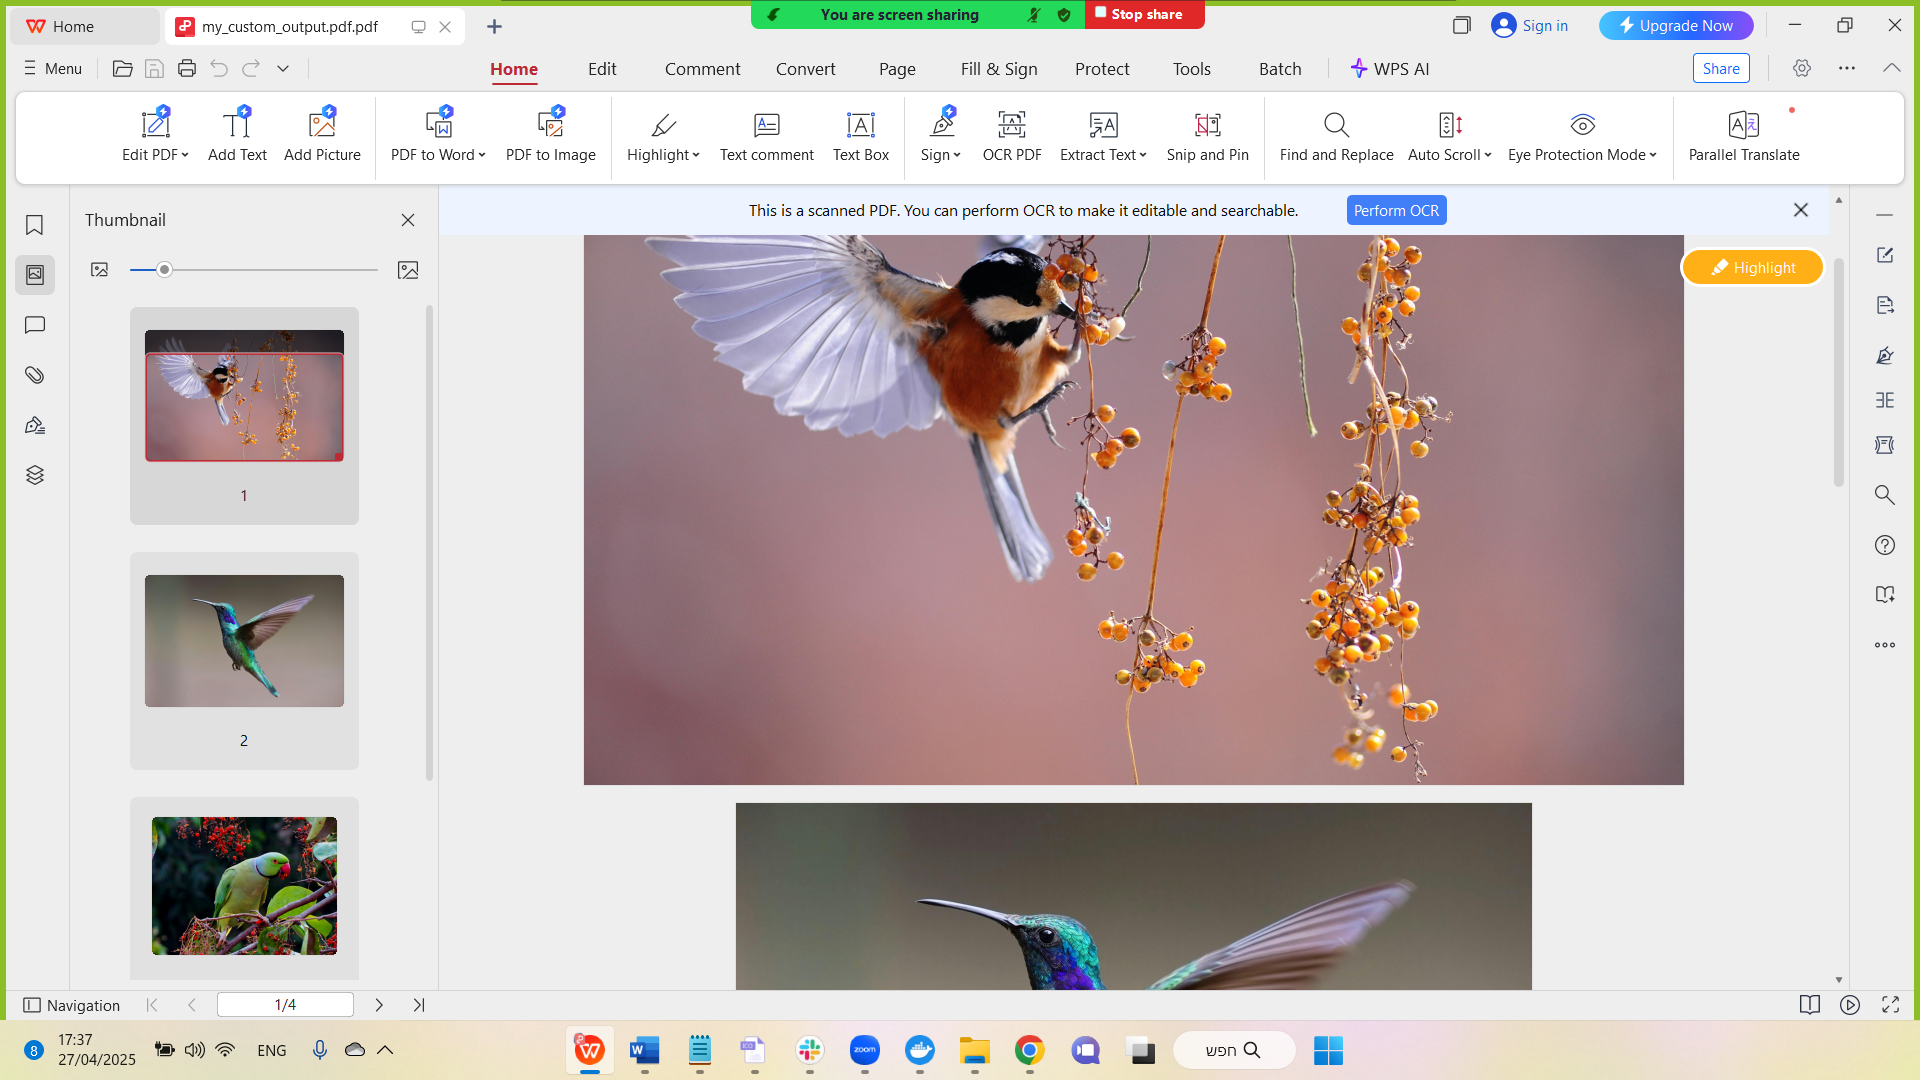 Home
my_custom_output.pdf.pdf
You are screen sharing
Stop share
Sign in
Upgrade Now
Menu
Home
Edit
Comment
Convert
Page
Fill & Sign
Protect
Tools
Batch
WPS AI
Share
Edit PDF
Add Text
Add Picture
PDF to Word
PDF to Image
Highlight
Text comment
Text Box
Sign
OCR PDF
Extract Text
Snip and Pin
Find and Replace
Auto Scroll
Eye Protection Mode
Parallel Translate
Thumbnail
This is a scanned PDF. You can perform OCR to make it editable and searchable.
Perform OCR
Highlight
1
2
Navigation
1/4
8
17:37
27/04/2025
ENG
zoom
חפש